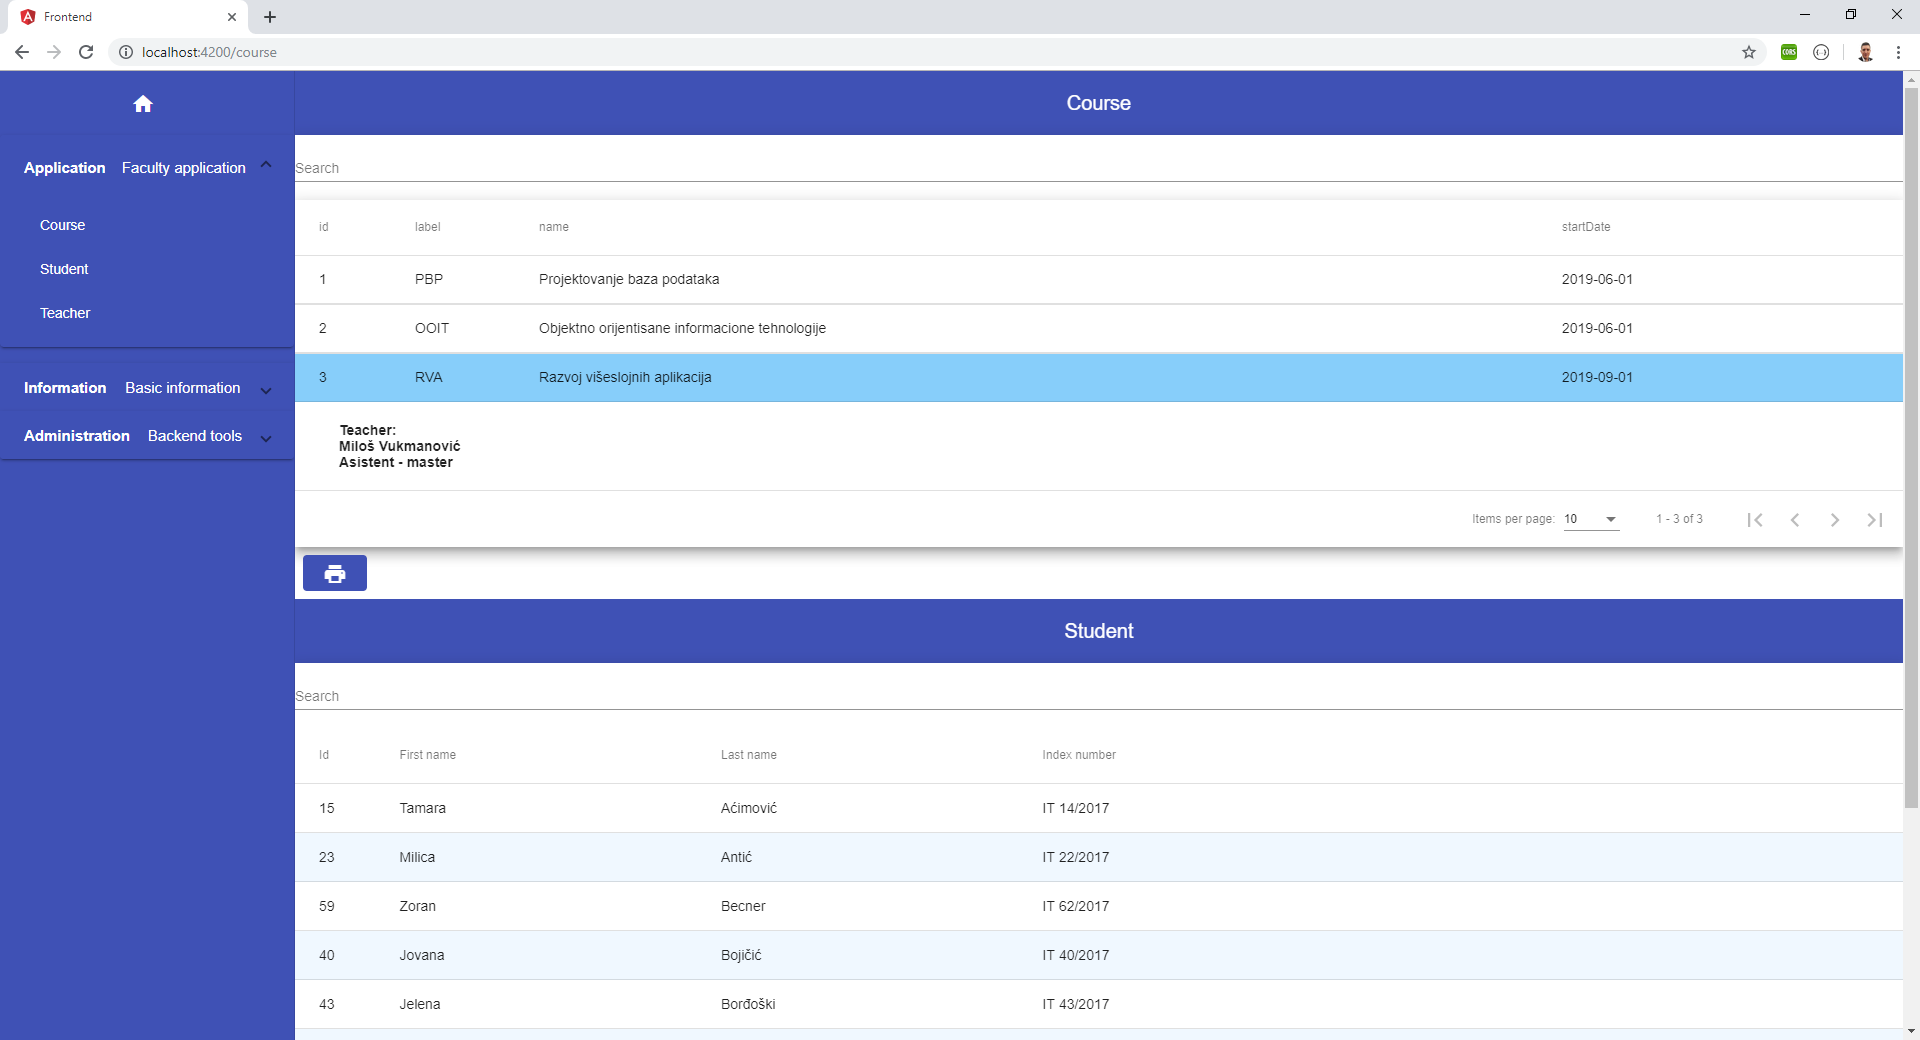 Frontend
localhost:4200/course
CORS
Course
Application Faculty application
Course
Student
Teacher
Information Basic information
Administration Backend tools
Search
id label name startDate
1 PBP Projektovanje baza podataka 2019-06-01
2 OOIT Objektno orijentisane informacione tehnologije 2019-06-01
3 RVA Razvoj višeslojnih aplikacija 2019-09-01
Teacher:
Miloš Vukmanović
Asistent - master
Items per page: 10 1 - 3 of 3
Student
Search
Id First name Last name Index number
15 Tamara Aćimović IT 14/2017
23 Milica Antić IT 22/2017
59 Zoran Becner IT 62/2017
40 Jovana Bojičić IT 40/2017
43 Jelena Borđoški IT 43/2017